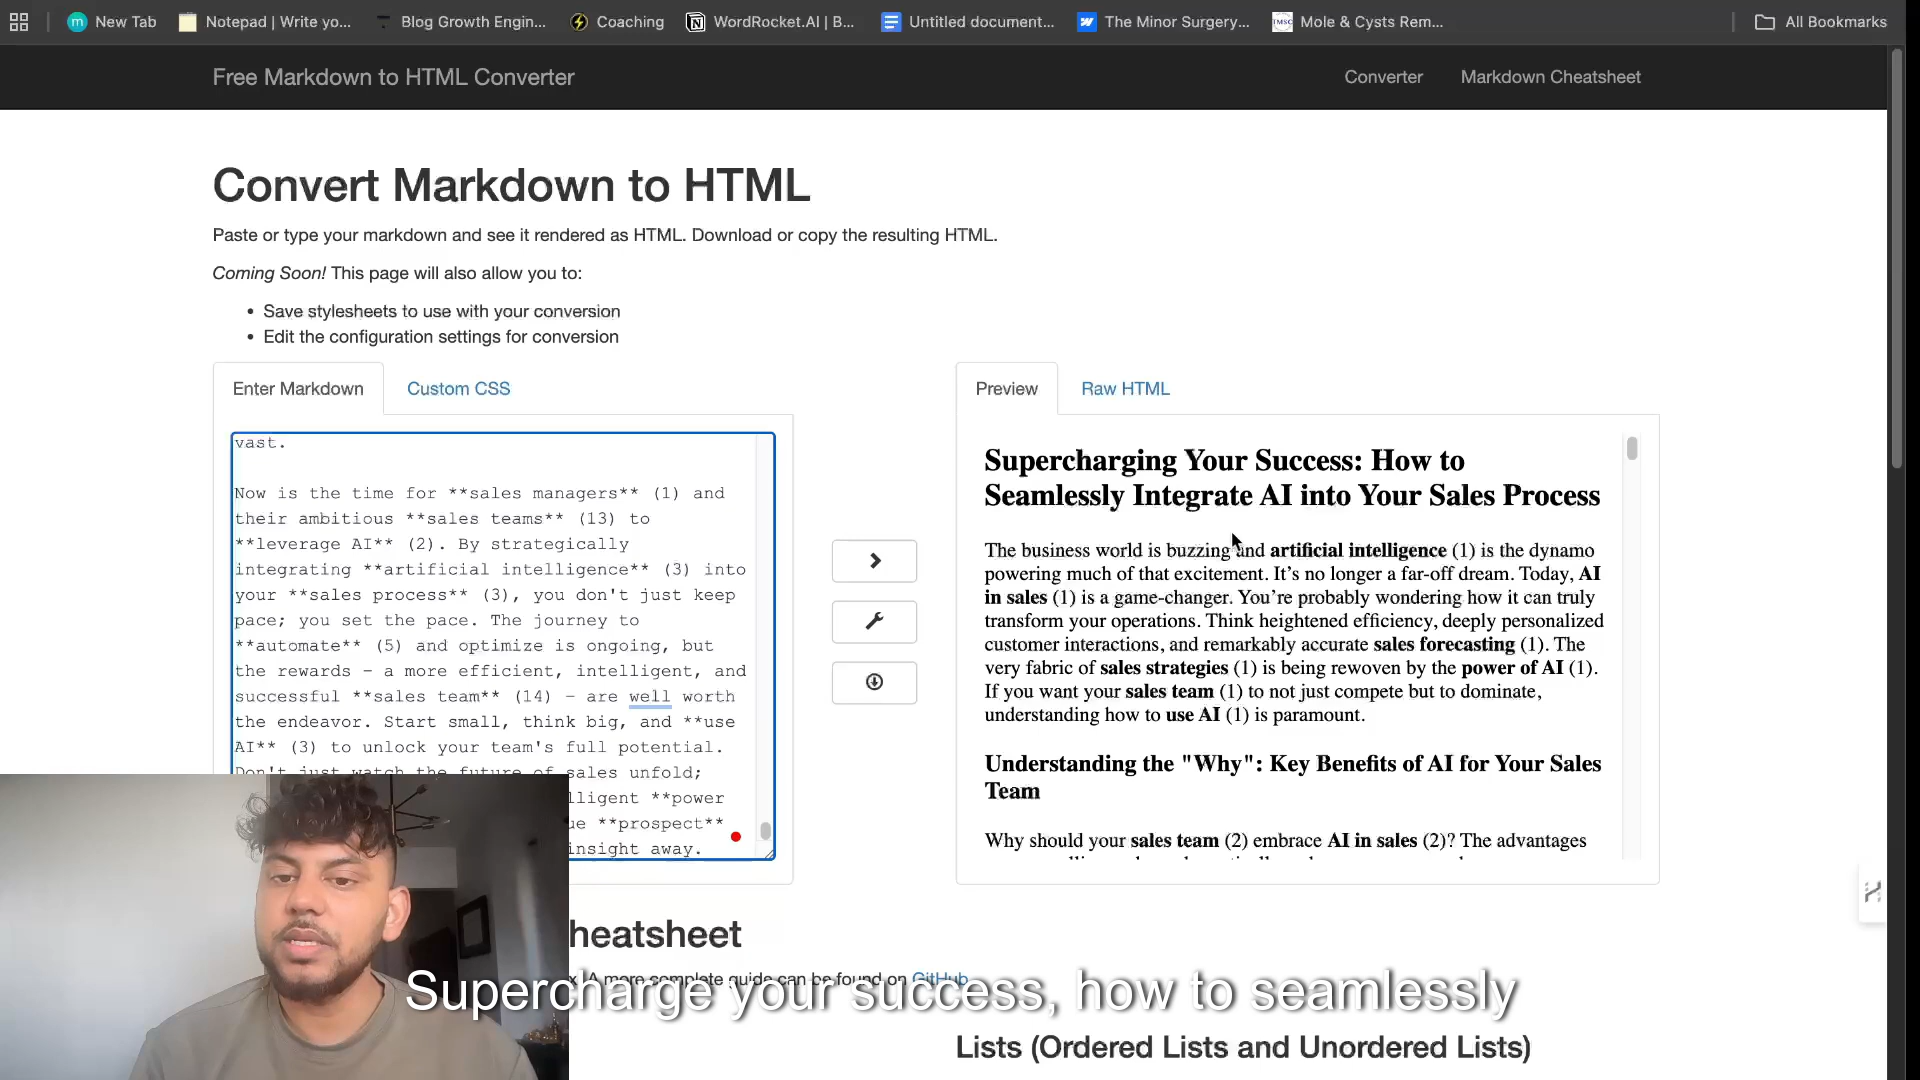 New Tab
Notepad | Write yo...
Blog Growth Engin...
Coaching
WordRocket.AI | B...
Untitled document...
The Minor Surgery...
Mole & Cysts Rem...
All Bookmarks
Free Markdown to HTML Converter
Converter
Markdown Cheatsheet
Convert Markdown to HTML
Paste or type your markdown and see it rendered as HTML. Download or copy the resulting HTML.
Coming Soon! This page will also allow you to:
• Save stylesheets to use with your conversion
• Edit the configuration settings for conversion
Enter Markdown
Custom CSS
vast.
Now is the time for **sales managers** (1) and
their ambitious **sales teams** (13) to
**leverage AI** (2). By strategically
integrating **artificial intelligence** (3) into
your **sales process** (3), you don't just keep
pace; you set the pace. The journey to
**automate** (5) and optimize is ongoing, but
the rewards – a more efficient, intelligent, and
successful **sales team** (14) – are well worth
the endeavor. Start small, think big, and **use
AI** (3) to unlock your team's full potential.
Don't just watch the future of sales unfold;
lligent **power
ue **prospect**
insight away.
Preview
Raw HTML
Supercharging Your Success: How to
Seamlessly Integrate AI into Your Sales Process
The business world is buzzing and artificial intelligence (1) is the dynamo
powering much of that excitement. It's no longer a far-off dream. Today, AI
in sales (1) is a game-changer. You're probably wondering how it can truly
transform your operations. Think heightened efficiency, deeply personalized
customer interactions, and remarkably accurate sales forecasting (1). The
very fabric of sales strategies (1) is being rewoven by the power of AI (1).
If you want your sales team (1) to not just compete but to dominate,
understanding how to use AI (1) is paramount.
Understanding the "Why": Key Benefits of AI for Your Sales
Team
Why should your sales team (2) embrace AI in sales (2)? The advantages
heatsheet
x. A more complete guide can be found on GitHub
Supercharge your success, how to seamlessly
Lists (Ordered Lists and Unordered Lists)